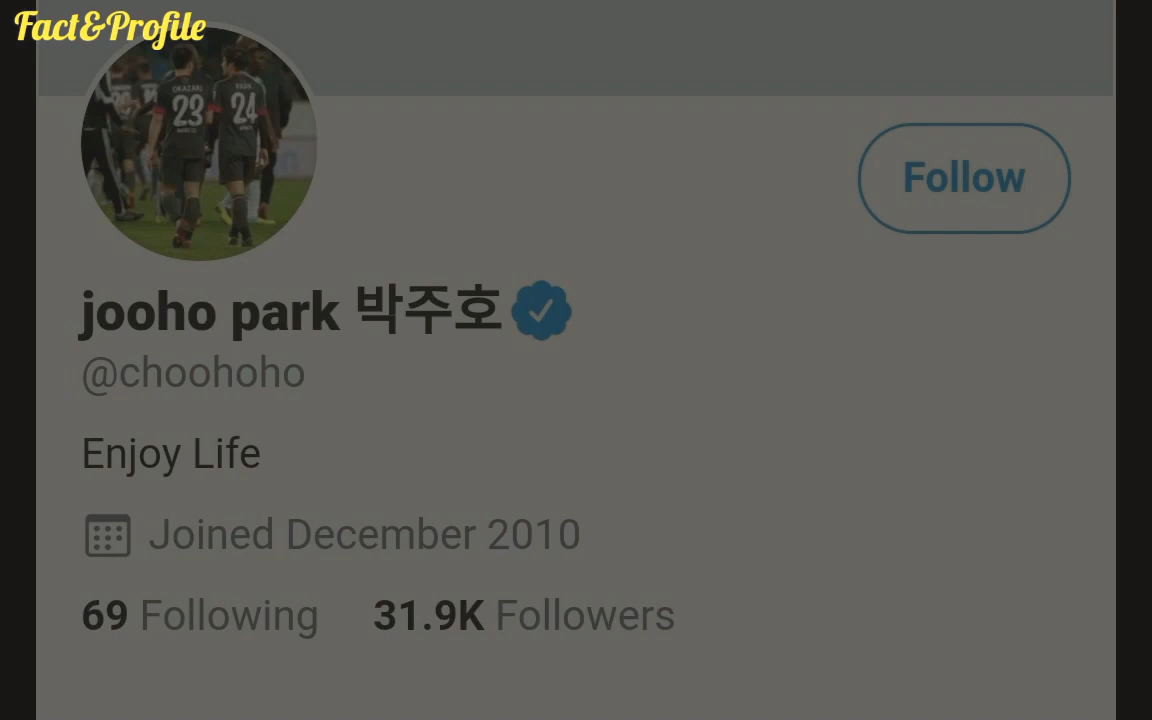 Fact&Profile
OKAZAKI PARK
23 24
Follow
jooho park 박주호
@choohoho
Enjoy Life
Joined December 2010
69 Following 31.9K Followers